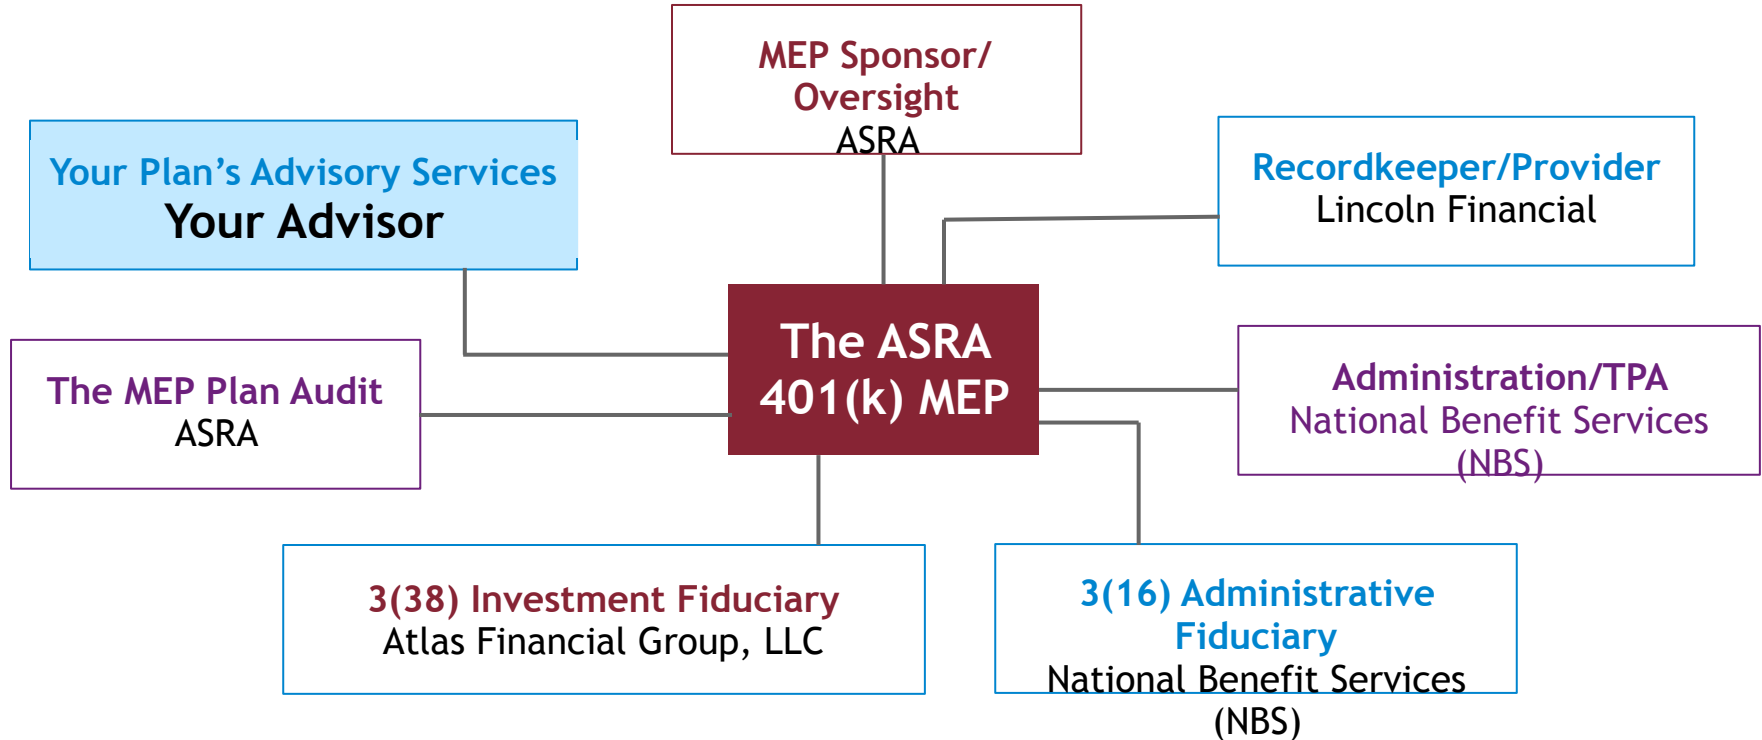 MEP Sponsor/
Oversight
ASRA
Your Plan’s Advisory Services
Your Advisor
Recordkeeper/Provider
Lincoln Financial
The ASRA
401(k) MEP
The MEP Plan Audit
ASRA
Administration/TPA
National Benefit Services
(NBS)
3(38) Investment Fiduciary
Atlas Financial Group, LLC
3(16) Administrative
Fiduciary
National Benefit Services
(NBS)